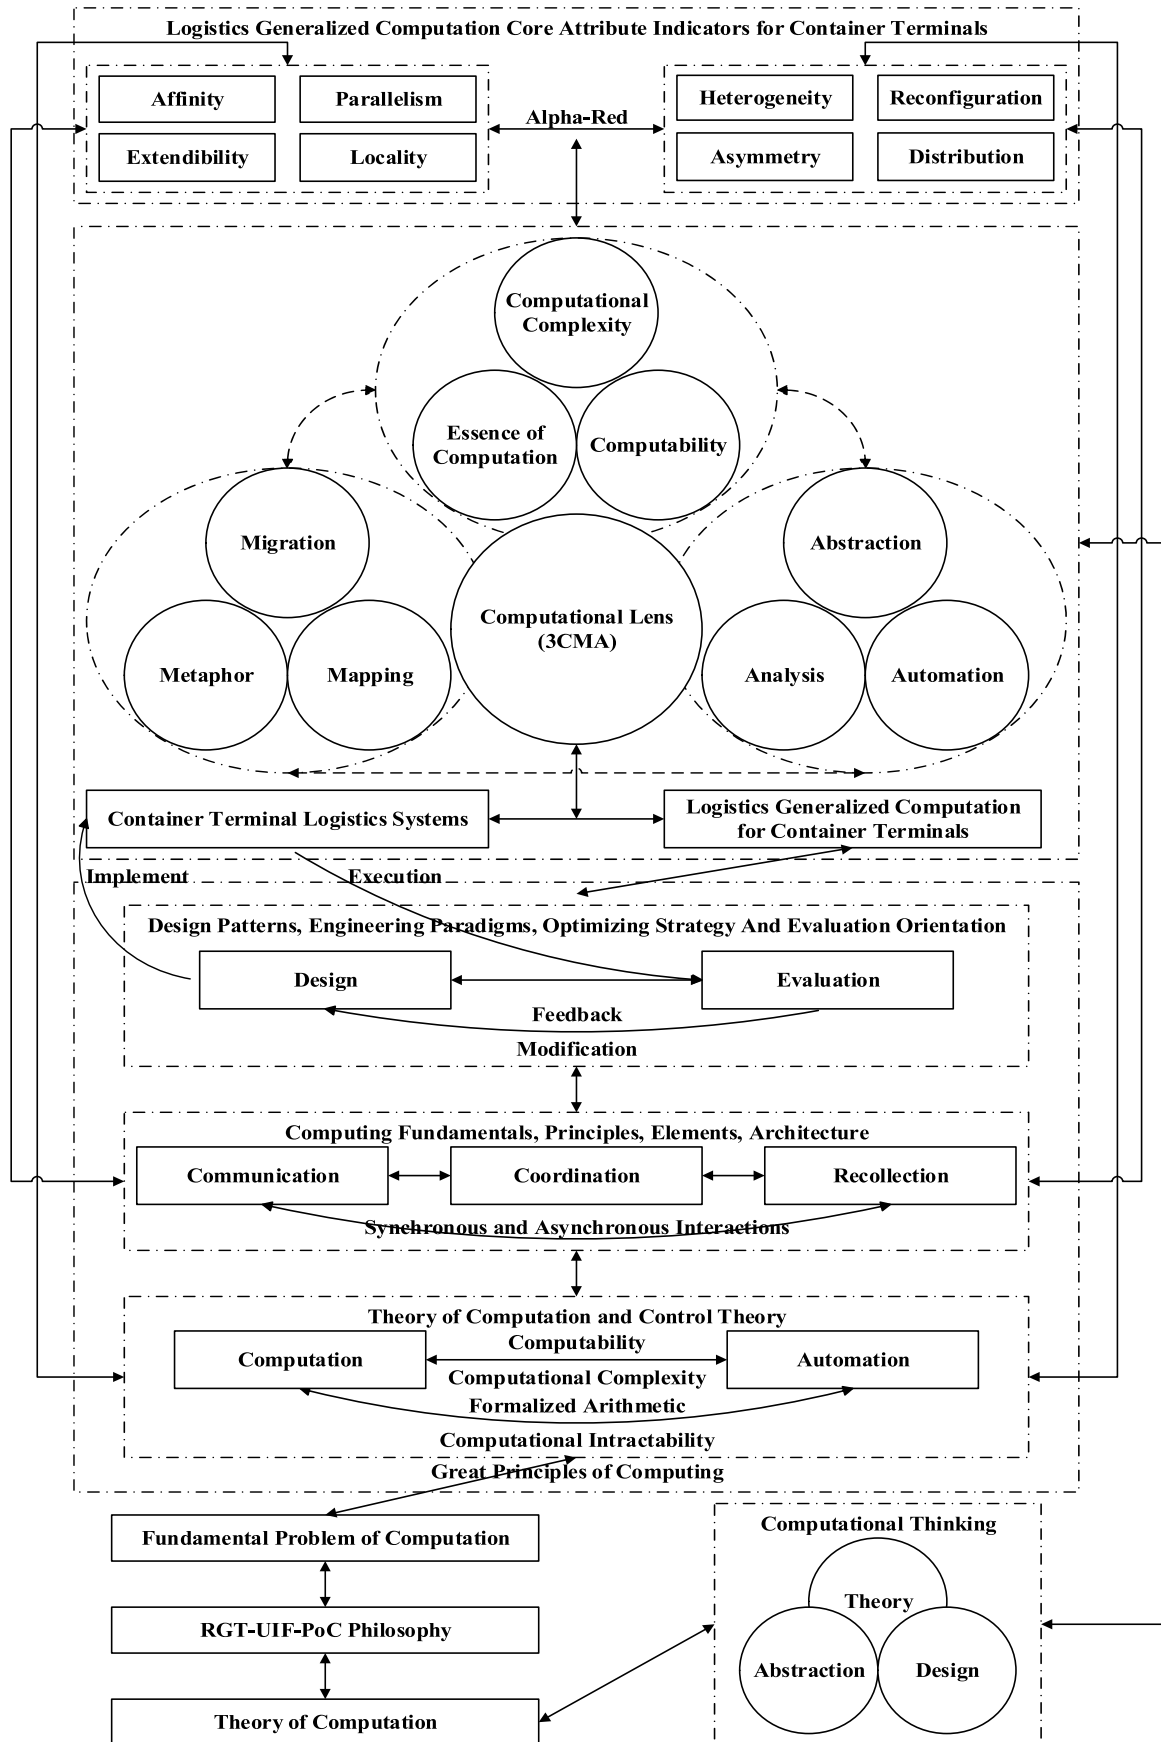 Logistics Generalized Computation Core Attribute Indicators for Container Terminals
Affinity
Parallelism
Extendibility
Locality
Alpha-Red
Heterogeneity
Reconfiguration
Asymmetry
Distribution
Computational
Complexity
Essence of
Computation
Computability
Migration
Metaphor
Mapping
Computational Lens
(3CMA)
Abstraction
Analysis
Automation
Container Terminal Logistics Systems
Logistics Generalized Computation
for Container Terminals
Implement
Execution
Design Patterns, Engineering Paradigms, Optimizing Strategy And Evaluation Orientation
Design
Evaluation
Feedback
Modification
Computing Fundamentals, Principles, Elements, Architecture
Communication
Coordination
Recollection
Synchronous and Asynchronous Interactions
Theory of Computation and Control Theory
Computability
Computation
Automation
Computational Complexity
Formalized Arithmetic
Computational Intractability
Great Principles of Computing
Fundamental Problem of Computation
RGT-UIF-PoC Philosophy
Theory of Computation
Computational Thinking
Theory
Abstraction
Design